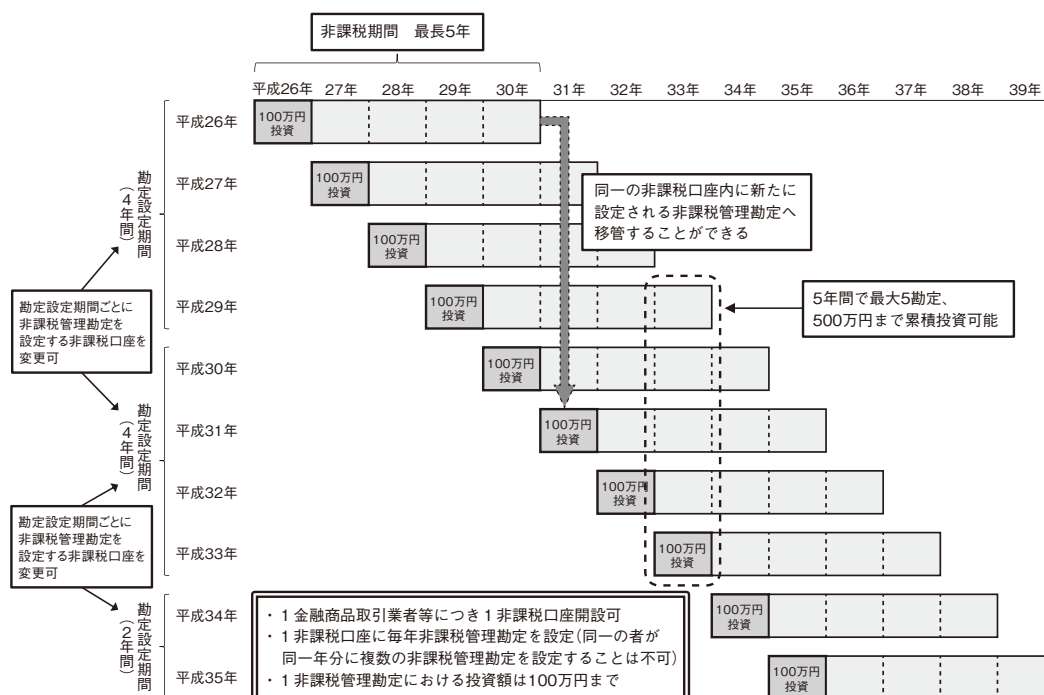 非課税期間　最長5年
平成26年 27年 28年 29年 30年 31年 32年 33年 34年 35年 36年 37年 38年 39年
平成26年
100万円
投資
平成27年
100万円
投資
同一の非課税口座内に新たに
設定される非課税管理勘定へ
移管することができる
平成28年
100万円
投資
平成29年
100万円
投資
5年間で最大5勘定、
500万円まで累積投資可能
勘定設定期間
（4年間）
勘定設定期間ごとに
非課税管理勘定を
設定する非課税口座を
変更可
平成30年
100万円
投資
平成31年
100万円
投資
平成32年
100万円
投資
平成33年
100万円
投資
勘定設定期間
（4年間）
勘定設定期間ごとに
非課税管理勘定を
設定する非課税口座を
変更可
平成34年
100万円
投資
平成35年
100万円
投資
勘定設定期間
（2年間）
・1金融商品取引業者等につき1非課税口座開設可
・1非課税口座に毎年非課税管理勘定を設定（同一の者が
同一年分に複数の非課税管理勘定を設定することは不可）
・1非課税管理勘定における投資額は100万円まで